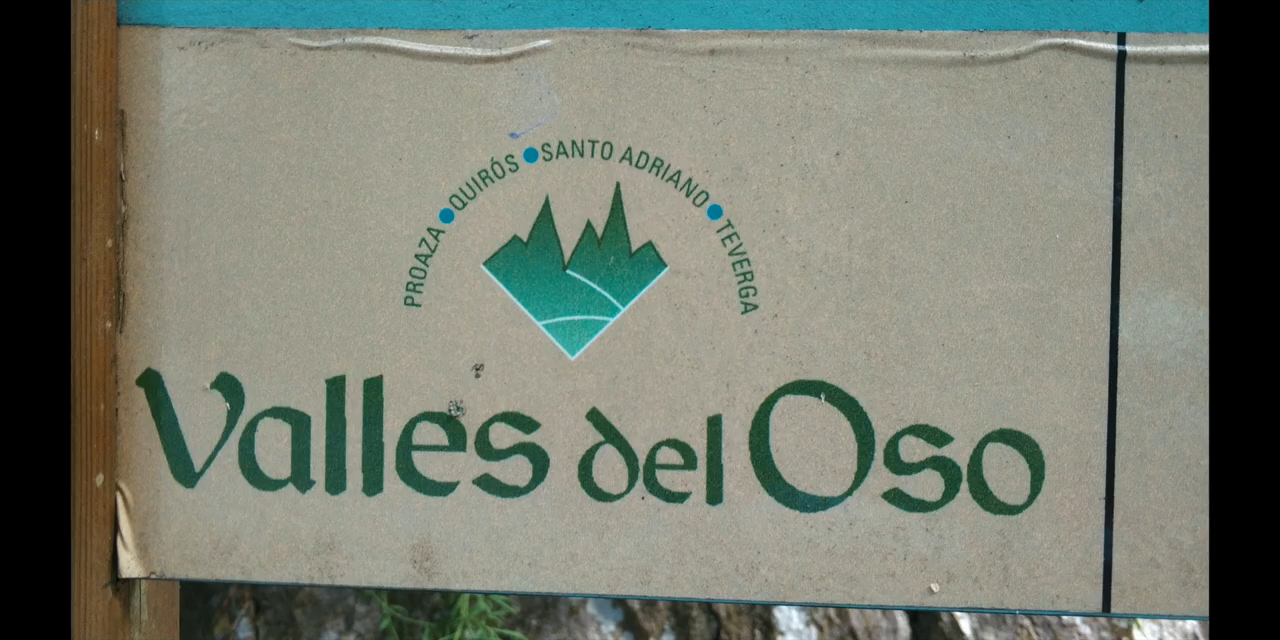 PROAZA • QUIRÓS • SANTO ADRIANO • TEVERGA
Valles del Oso